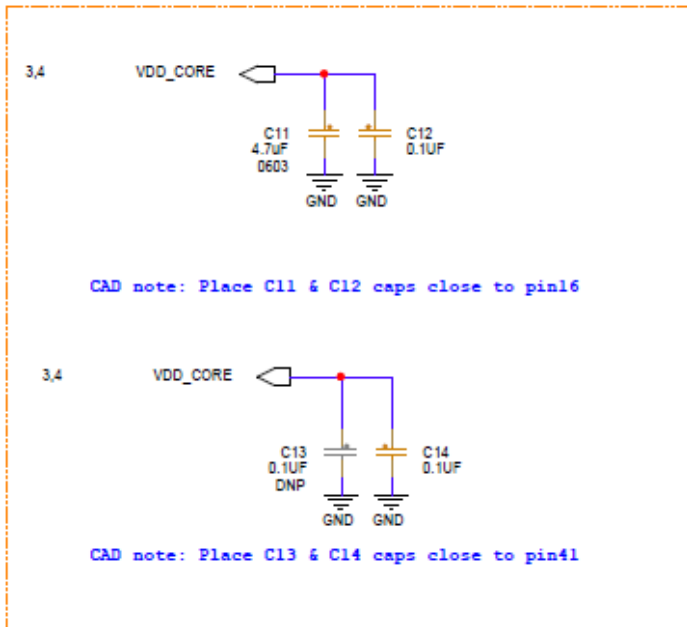 3,4 VDD_CORE
C11 C12
4.7uF 0.1UF
0603
GND GND
CAD note: Place C11 & C12 caps close to pin16
3,4 VDD_CORE
C13 C14
0.1UF 0.1UF
DNP
GND GND
CAD note: Place C13 & C14 caps close to pin41